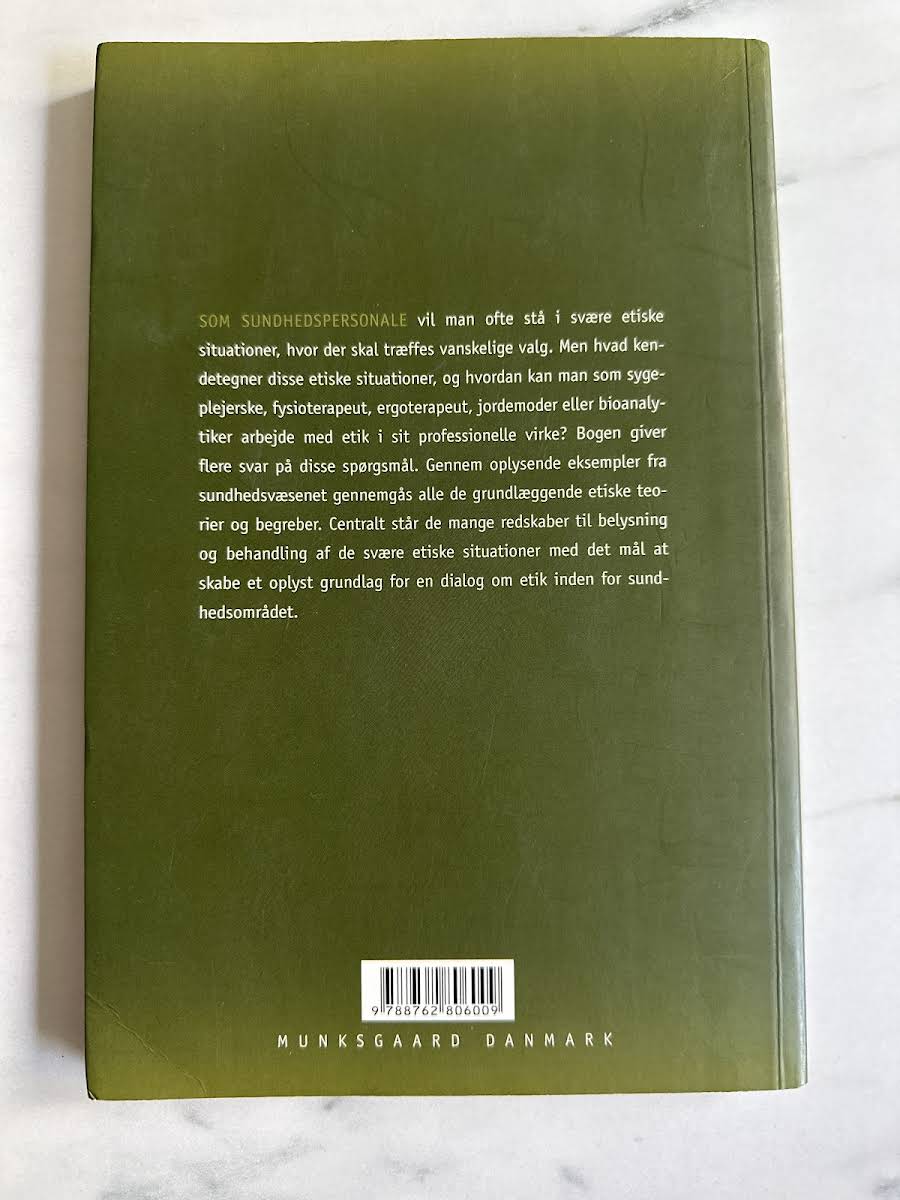 SOM SUNDHEDSPERSONALE vil man ofte stå i svære etiske
situationer, hvor der skal træffes vanskelige valg. Men hvad ken-
detegner disse etiske situationer, og hvordan kan man som syge-
plejerske, fysioterapeut, ergoterapeut, jordemoder eller bioanaly-
tiker arbejde med etik i sit professionelle virke? Bogen giver
flere svar på disse spørgsmål. Gennem oplysende eksempler fra
sundhedsvæsenet gennemgås alle de grundlæggende etiske teo-
rier og begreber. Centralt står de mange redskaber til belysning
og behandling af de svære etiske situationer med det mål at
skabe et oplyst grundlag for en dialog om etik inden for sund-
hedsområdet.
9 788762 806009
MUNKSGAARD DANMARK